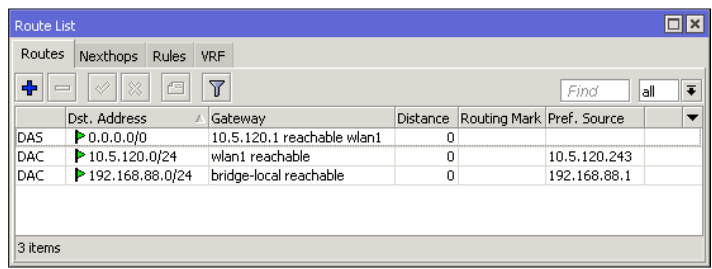 Route List
Routes Nexthops Rules VRF
Find all
Dst. Address Gateway Distance Routing Mark Pref. Source
DAS 0.0.0.0/0 10.5.120.1 reachable wlan1 0
DAC 10.5.120.0/24 wlan1 reachable 0 10.5.120.243
DAC 192.168.88.0/24 bridge-local reachable 0 192.168.88.1
3 items